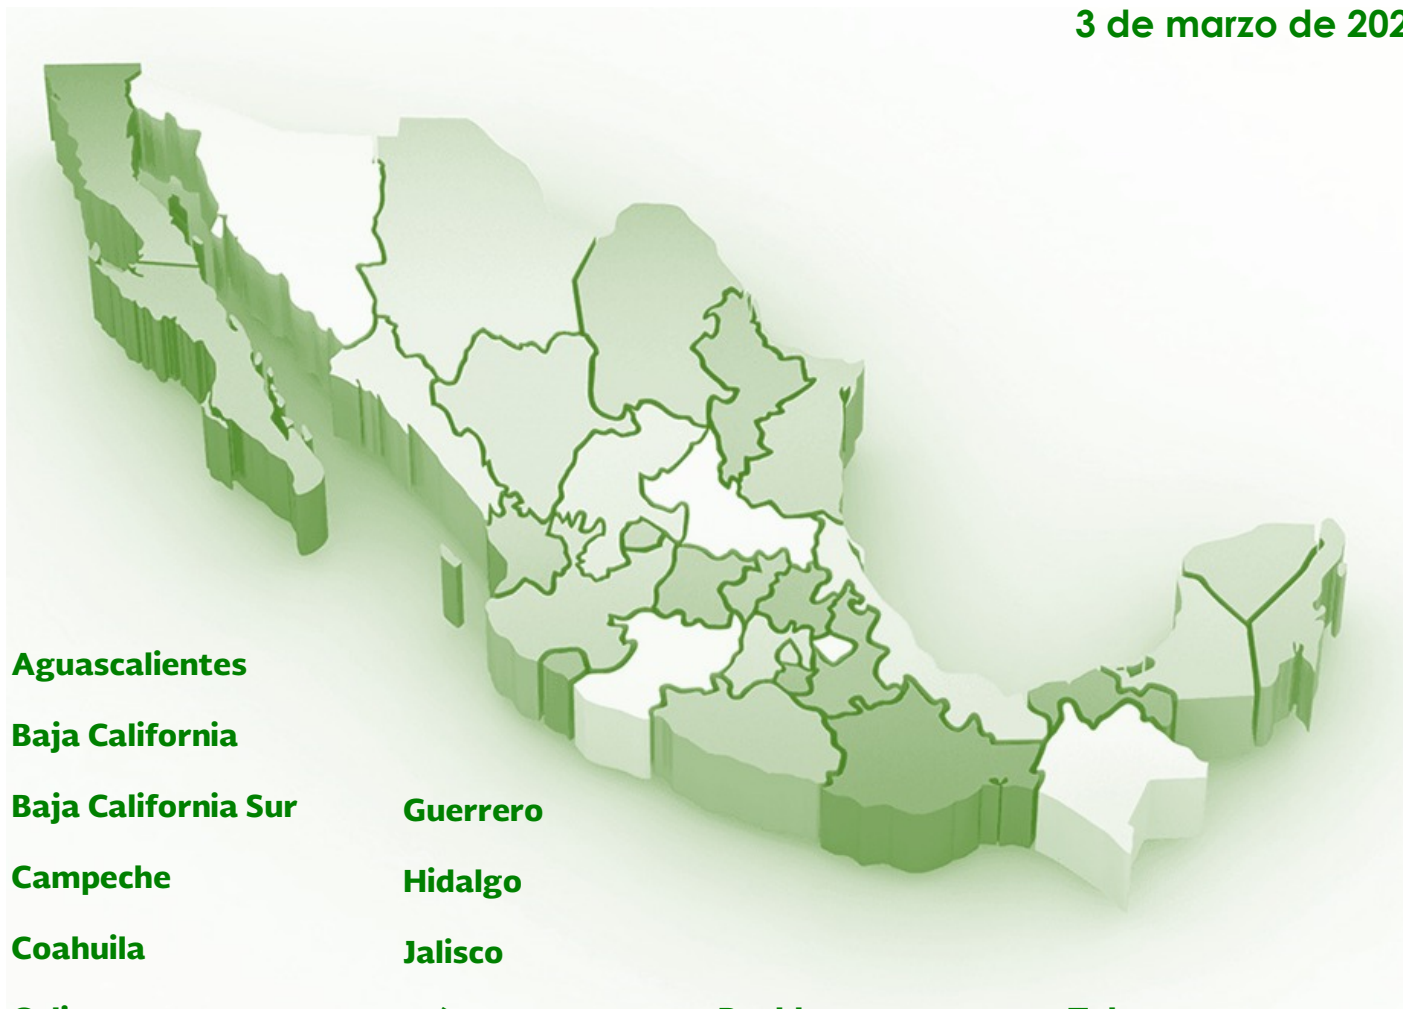 3 de marzo de 202
Aguascalientes
Baja California
Baja California Sur
Campeche
Coahuila
Guerrero
Hidalgo
Jalisco